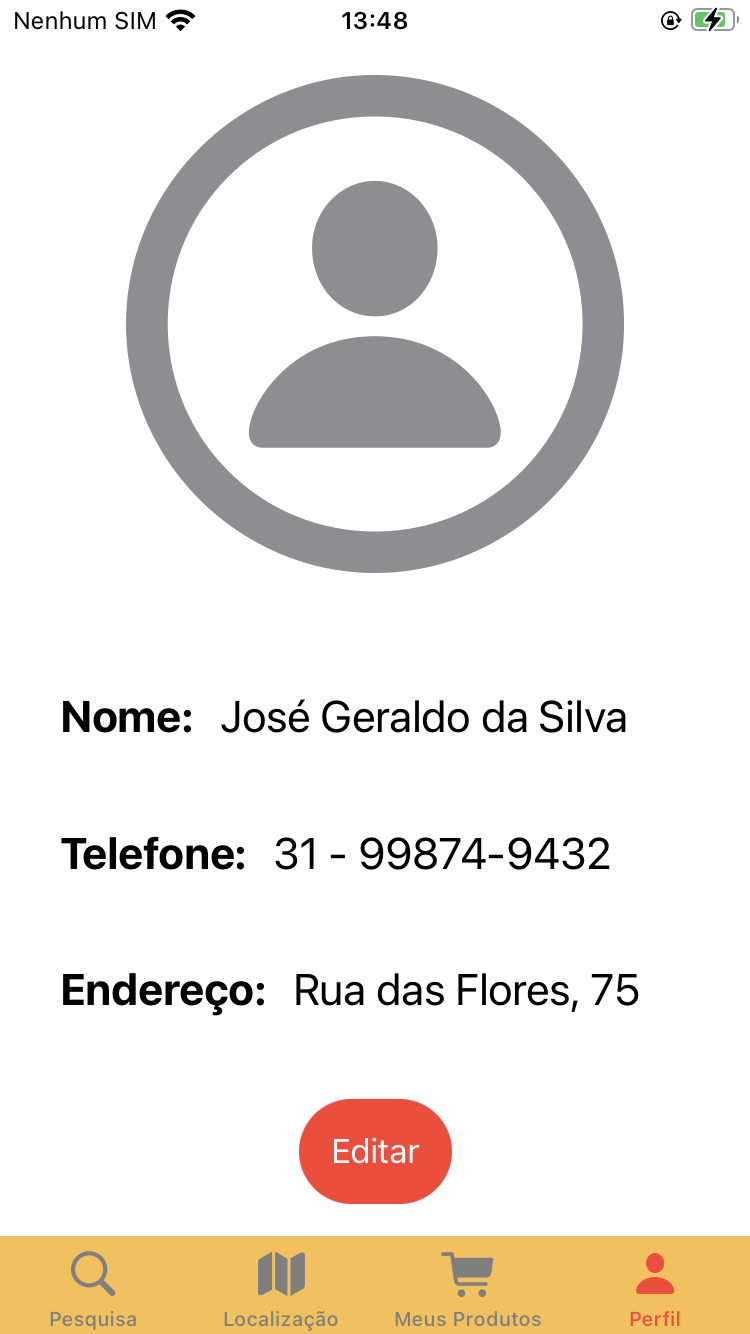 Nenhum SIM 13:48
Nome: José Geraldo da Silva
Telefone: 31 - 99874-9432
Endereço: Rua das Flores, 75
Editar
Pesquisa Localização Meus Produtos Perfil